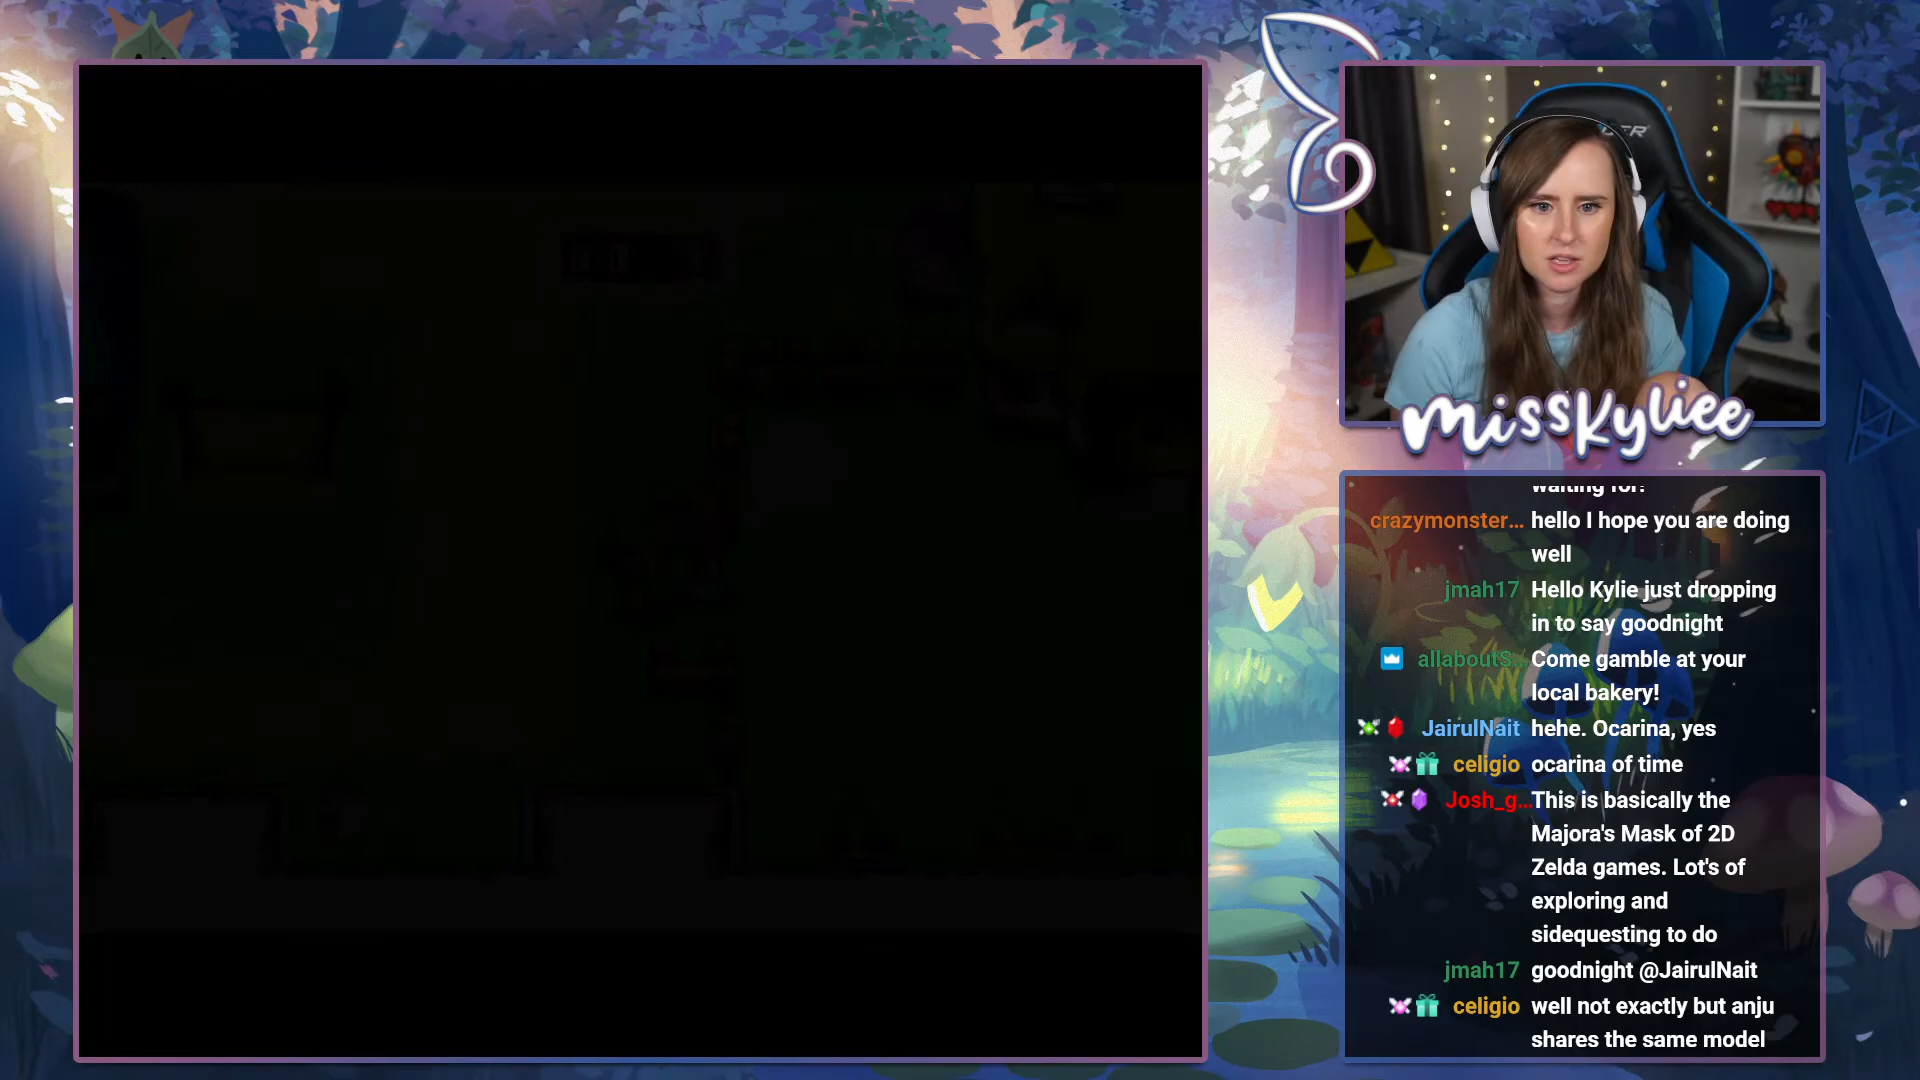 missKyliee
crazymonster... hello I hope you are doing
well
jmah17 Hello Kylie just dropping
in to say goodnight
allaboutS... Come gamble at your
local bakery!
JairulNait hehe. Ocarina, yes
celigio ocarina of time
Josh_g... This is basically the
Majora's Mask of 2D
Zelda games. Lot's of
exploring and
sidequesting to do
jmah17 goodnight @JairulNait
celigio well not exactly but anju
shares the same model